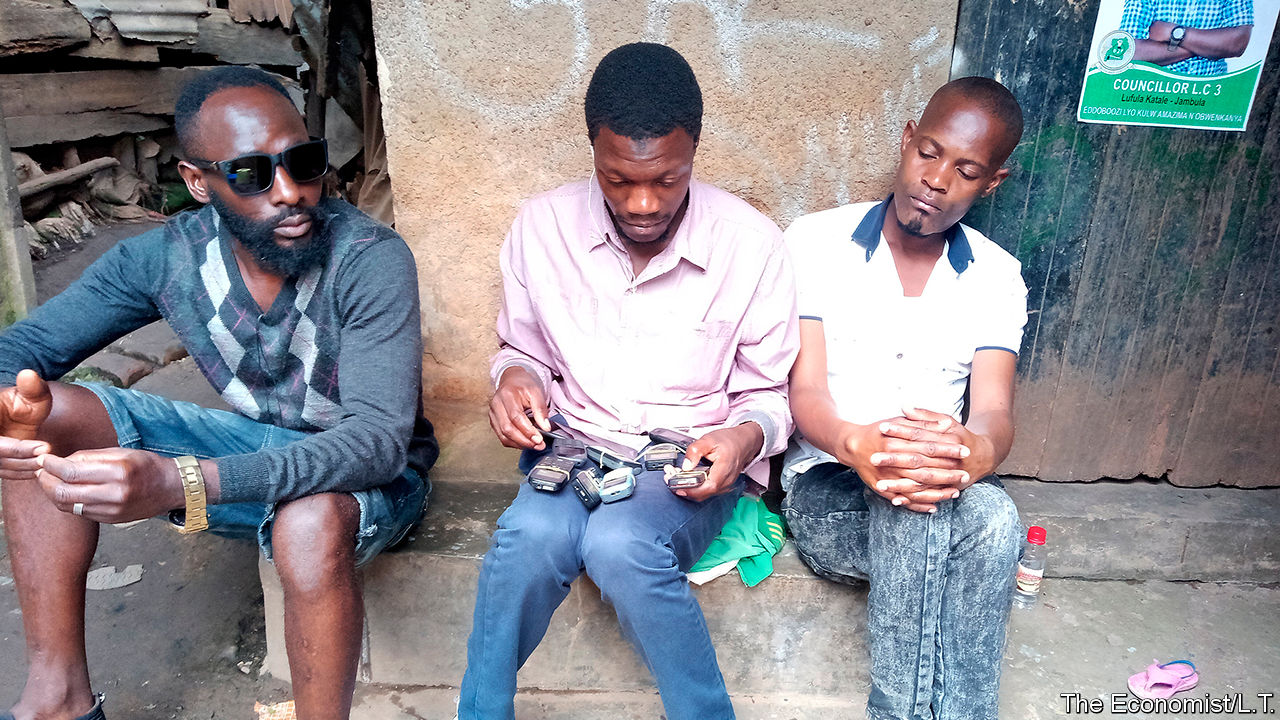 COUNCILLOR L.C 3
Lufula Katale - Jambula
EDDOBOOZI LYO KULW AMAZIMA N OBWENKANYA
The Economist/L.T.